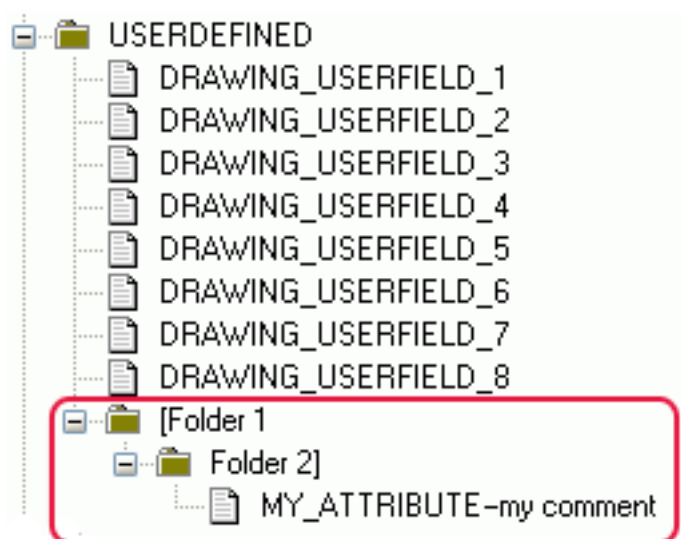 USERDEFINED
DRAWING_USERFIELD_1
DRAWING_USERFIELD_2
DRAWING_USERFIELD_3
DRAWING_USERFIELD_4
DRAWING_USERFIELD_5
DRAWING_USERFIELD_6
DRAWING_USERFIELD_7
DRAWING_USERFIELD_8
[Folder 1
Folder 2]
MY_ATTRIBUTE-my comment